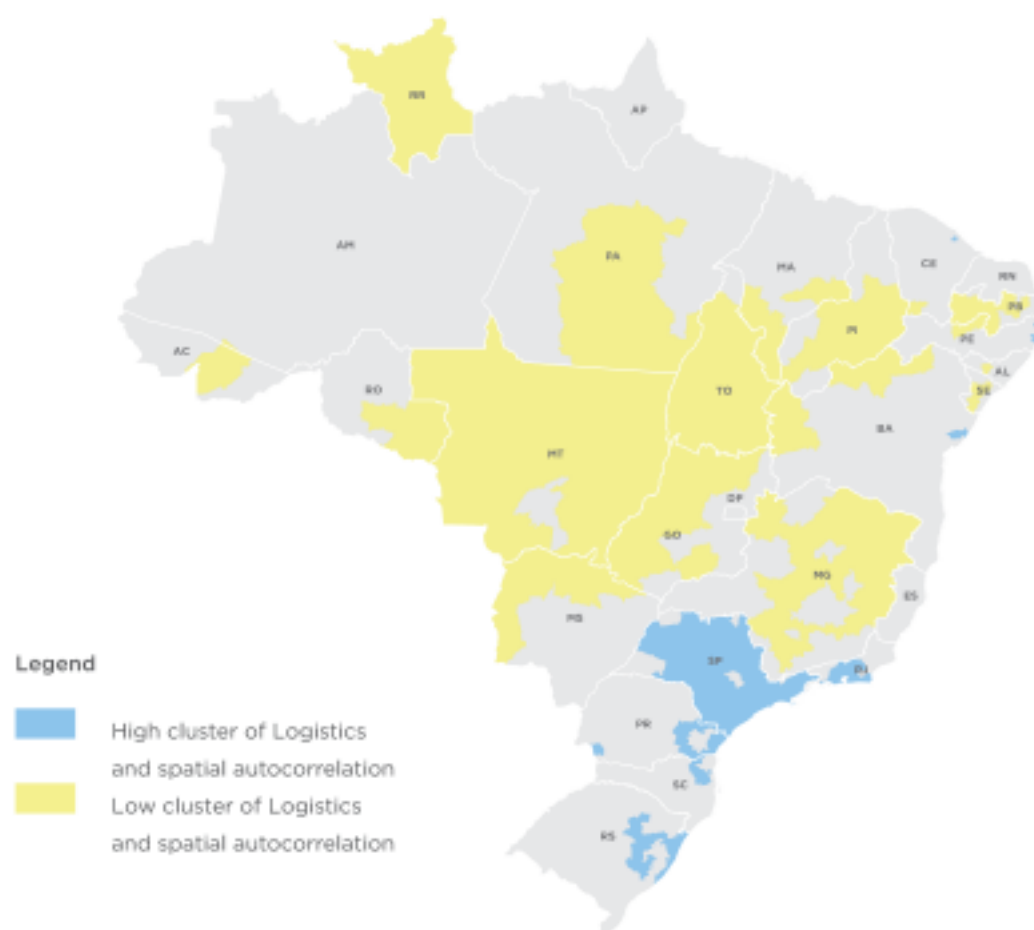 RR
AP
AM
PA
MA
CE
RN
PB
PI
PE
AC
AL
TO
RO
SE
BA
MT
DF
GO
MG
ES
MS
SP
RJ
PR
SC
RS
Legend
High cluster of Logistics
and spatial autocorrelation
Low cluster of Logistics
and spatial autocorrelation